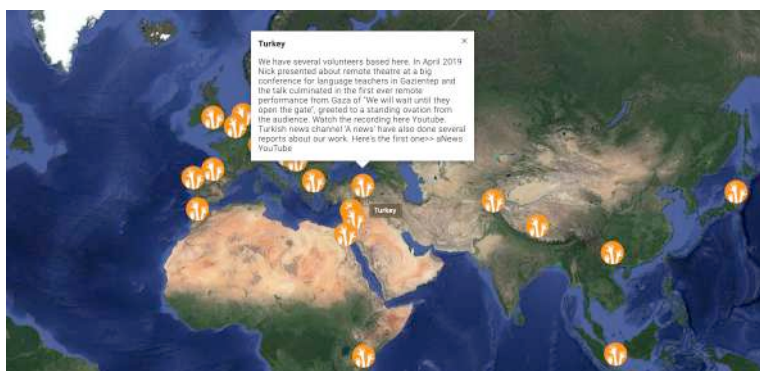 Turkey
We have several volunteers based here. In April 2019
Nick presented about remote theatre at a big
conference for language teachers in Gazientep and
the talk culminated in the first ever remote
performance from Gaza of "We will wait until they
open the gate", greeted to a standing ovation from
the audience. Watch the recording here Youtube.
Turkish news channel 'A news' have also done several
reports about our work. Here's the first one>> aNews
YouTube
Turkey